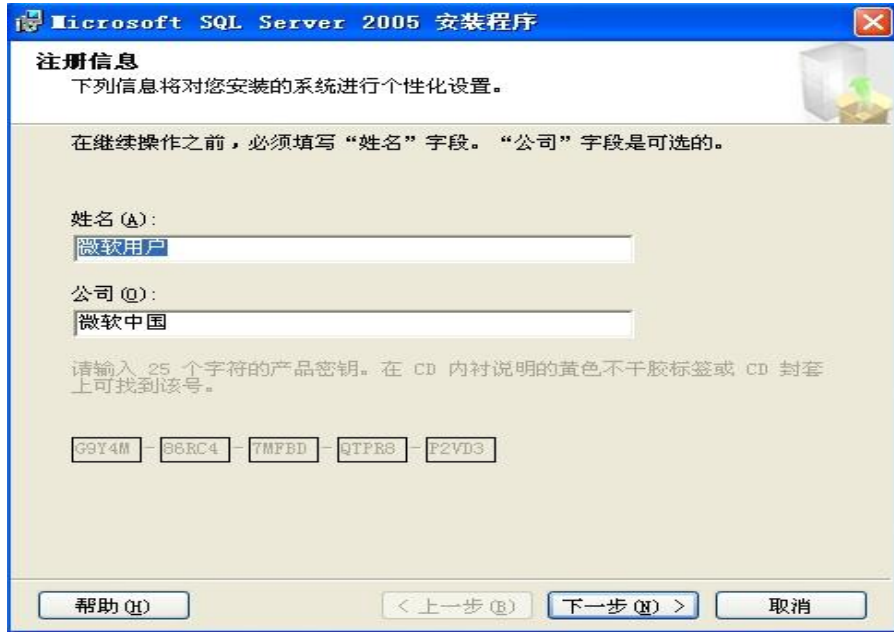 Microsoft SQL Server 2005 安装程序
注册信息
下列信息将对您安装的系统进行个性化设置。
在继续操作之前，必须填写“姓名”字段。“公司”字段是可选的。
姓名(A):
微软用户
公司(O):
微软中国
请输入 25 个字符的产品密钥。在 CD 内衬说明的黄色不干胶标签或 CD 封套
上可找到该号。
G9Y4M - 86RC4 - 7MFBD - QTPR8 - P2VD3
帮助(H) < 上一步(B) 下一步(N) > 取消